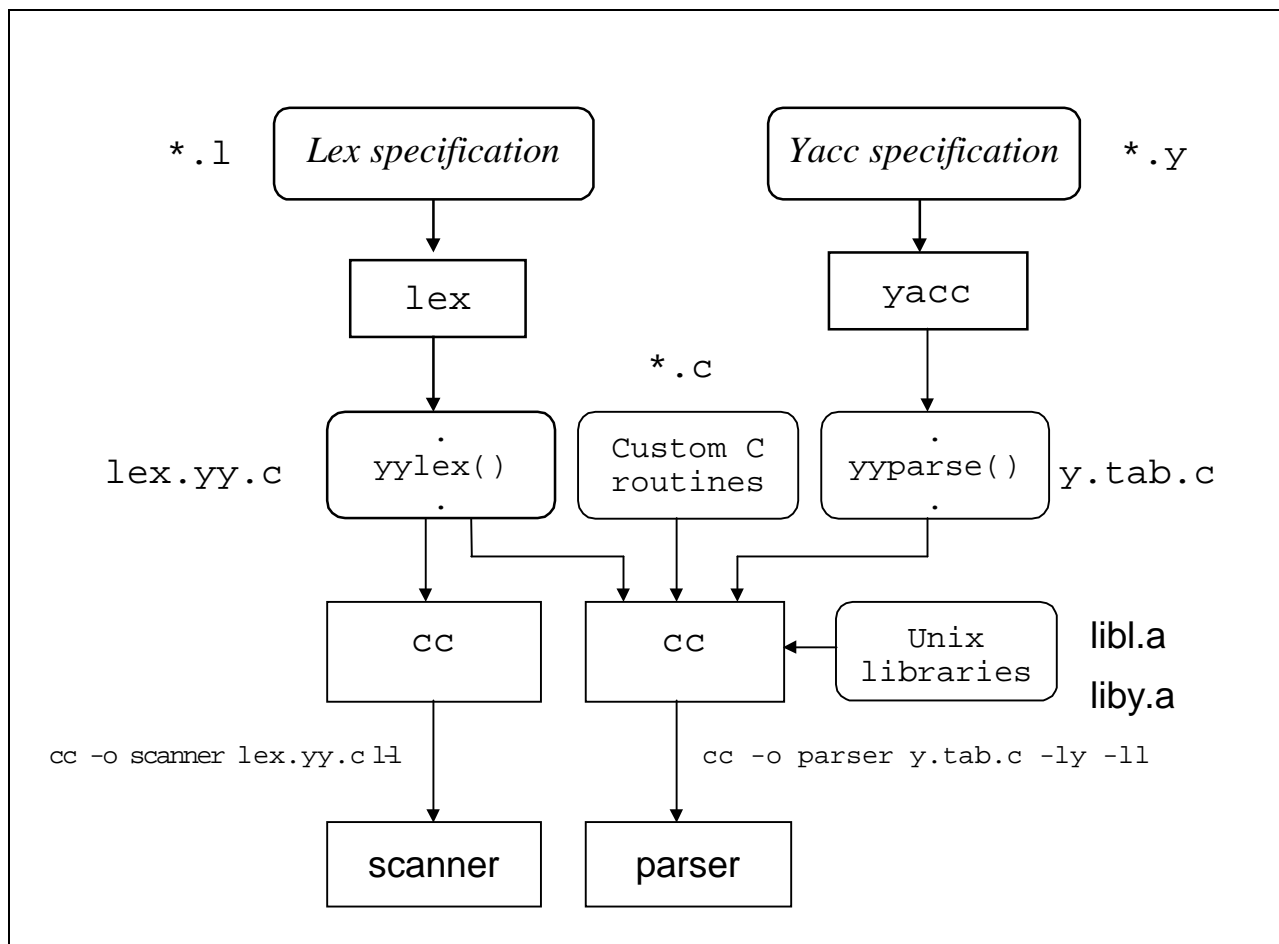 *.l
Lex specification
Yacc specification
*.y
lex
yacc
*.c
lex.yy.c
.
yylex()
.
Custom C
routines
.
yyparse()
.
y.tab.c
cc
cc
Unix
libraries
libl.a
liby.a
cc -o scanner lex.yy.c l-l
cc -o parser y.tab.c -ly -ll
scanner
parser